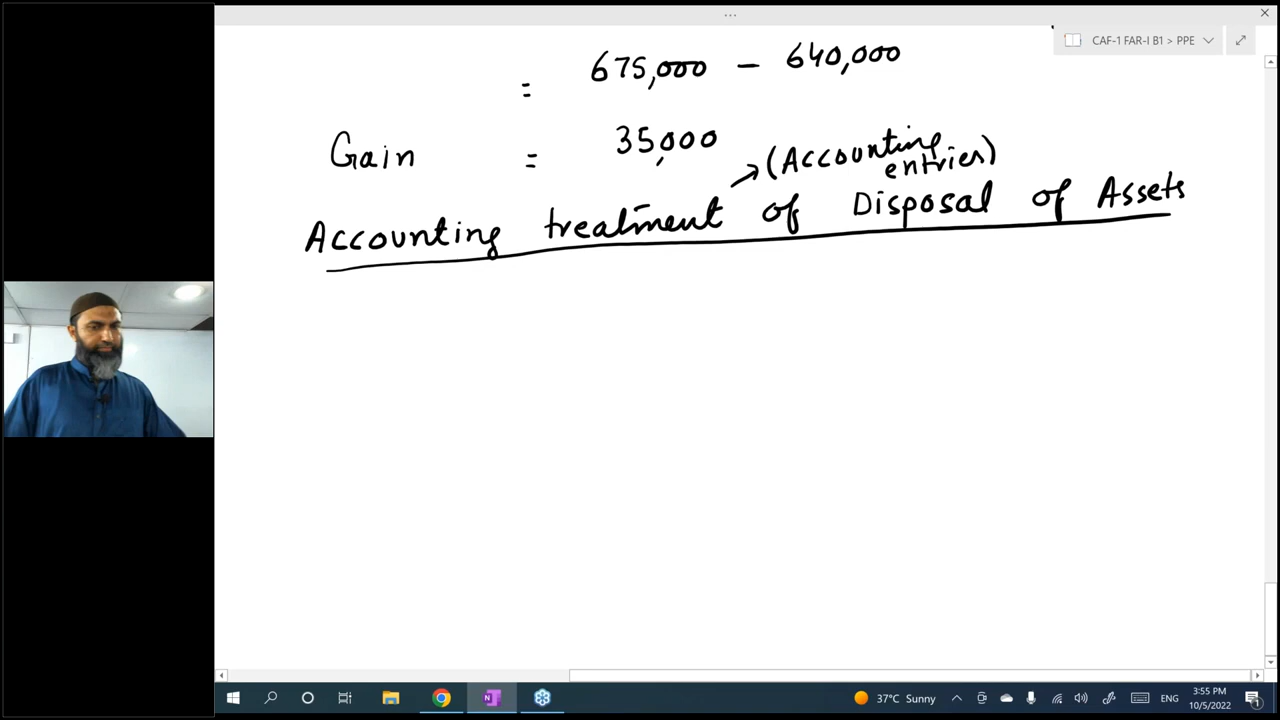 CAF-1 FAR-I B1 > PPE
= 675,000 - 640,000
Gain = 35,000
(Accounting
entries)
Accounting treatment of Disposal of Assets
37°C Sunny
ENG
3:55 PM
10/5/2022
1